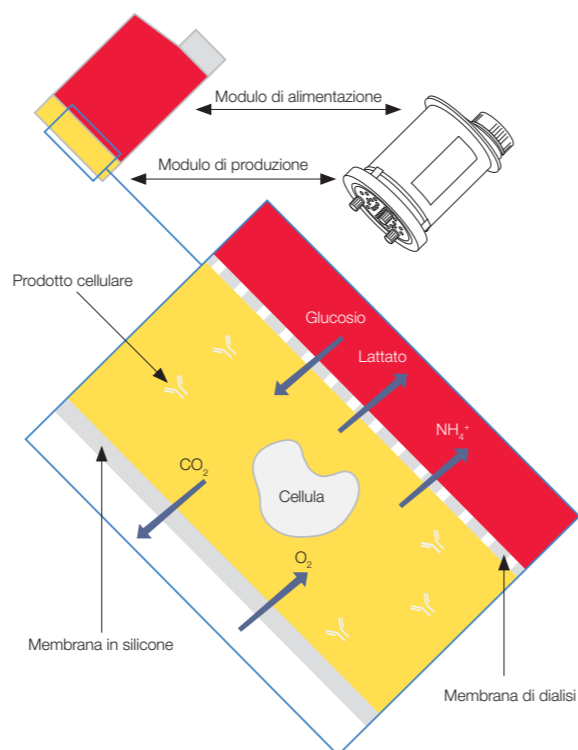 Modulo di alimentazione
Modulo di produzione
Prodotto cellulare
Glucosio
Lattato
NH₄⁺
CO₂
Cellula
O₂
Membrana in silicone
Membrana di dialisi